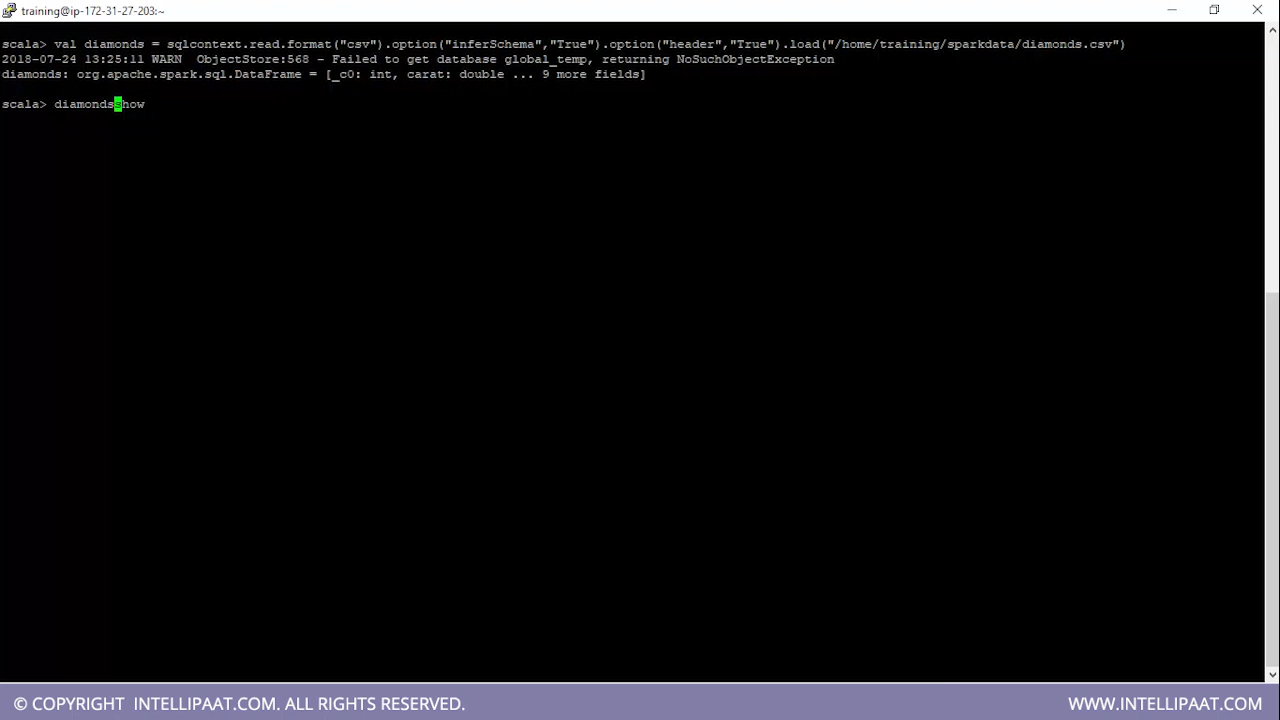 training@ip-172-31-27-203:~
scala> val diamonds = sqlcontext.read.format("csv").option("inferSchema","True").option("header","True").load("/home/training/sparkdata/diamonds.csv")
2018-07-24 13:25:11 WARN  ObjectStore:568 - Failed to get database global_temp, returning NoSuchObjectException
diamonds: org.apache.spark.sql.DataFrame = [_c0: int, carat: double ... 9 more fields]
scala> diamondsshow
© COPYRIGHT INTELLIPAAT.COM. ALL RIGHTS RESERVED.
WWW.INTELLIPAAT.COM